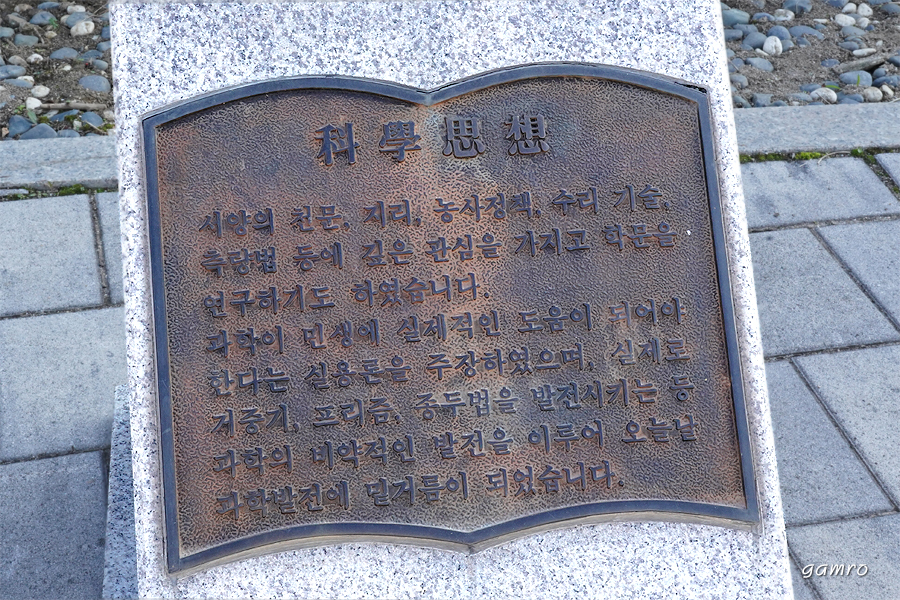 科學思想
서양의 천문, 지리, 농사정책, 수리 기술,
측량법 등에 깊은 관심을 가지고 학문을
연구하기도 하였습니다.
과학이 민생에 실제적인 도움이 되어야
한다는 실용론을 주장하였으며, 실제도
거중기, 프리즘, 종두법을 발전시키는 등
과학의 비약적인 발전을 이루어 오늘날
과학발전에 밑거름이 되었습니다.
gamro